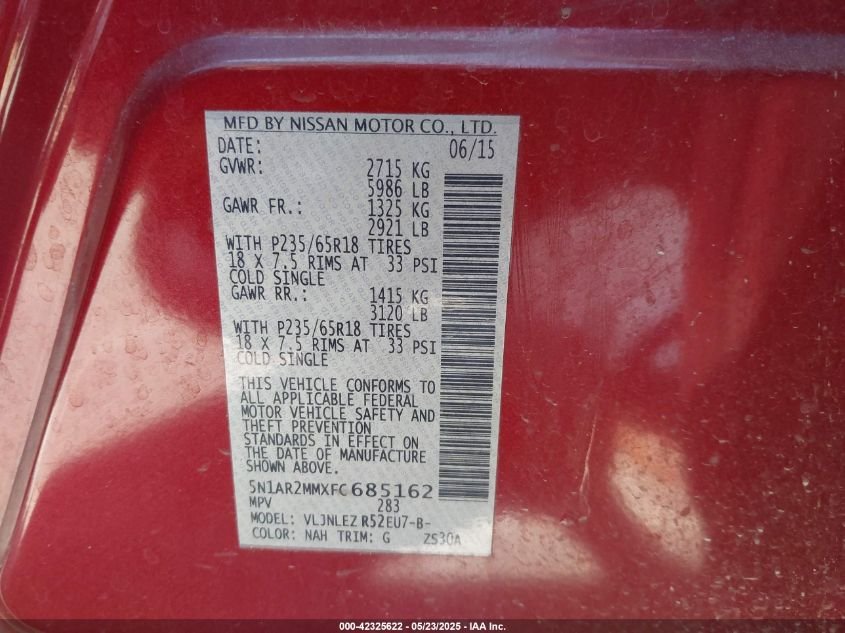 MFD BY NISSAN MOTOR CO., LTD.
DATE: 06/15
GVWR: 2715 KG
5986 LB
GAWR FR.: 1325 KG
2921 LB
WITH P235/65R18 TIRES
18 X 7.5 RIMS AT 33 PSI
COLD SINGLE
GAWR RR.: 1415 KG
3120 LB
WITH P235/65R18 TIRES
18 X 7.5 RIMS AT 33 PSI
COLD SINGLE
THIS VEHICLE CONFORMS TO
ALL APPLICABLE FEDERAL
MOTOR VEHICLE SAFETY AND
THEFT PREVENTION
STANDARDS IN EFFECT ON
THE DATE OF MANUFACTURE
SHOWN ABOVE.
5N1AR2MMXFC685162
MPV 283
MODEL: VLJNLEZ R52EU7-B-
COLOR: NAH TRIM: G ZS30A
000-42325622 - 05/23/2025 - IAA Inc.